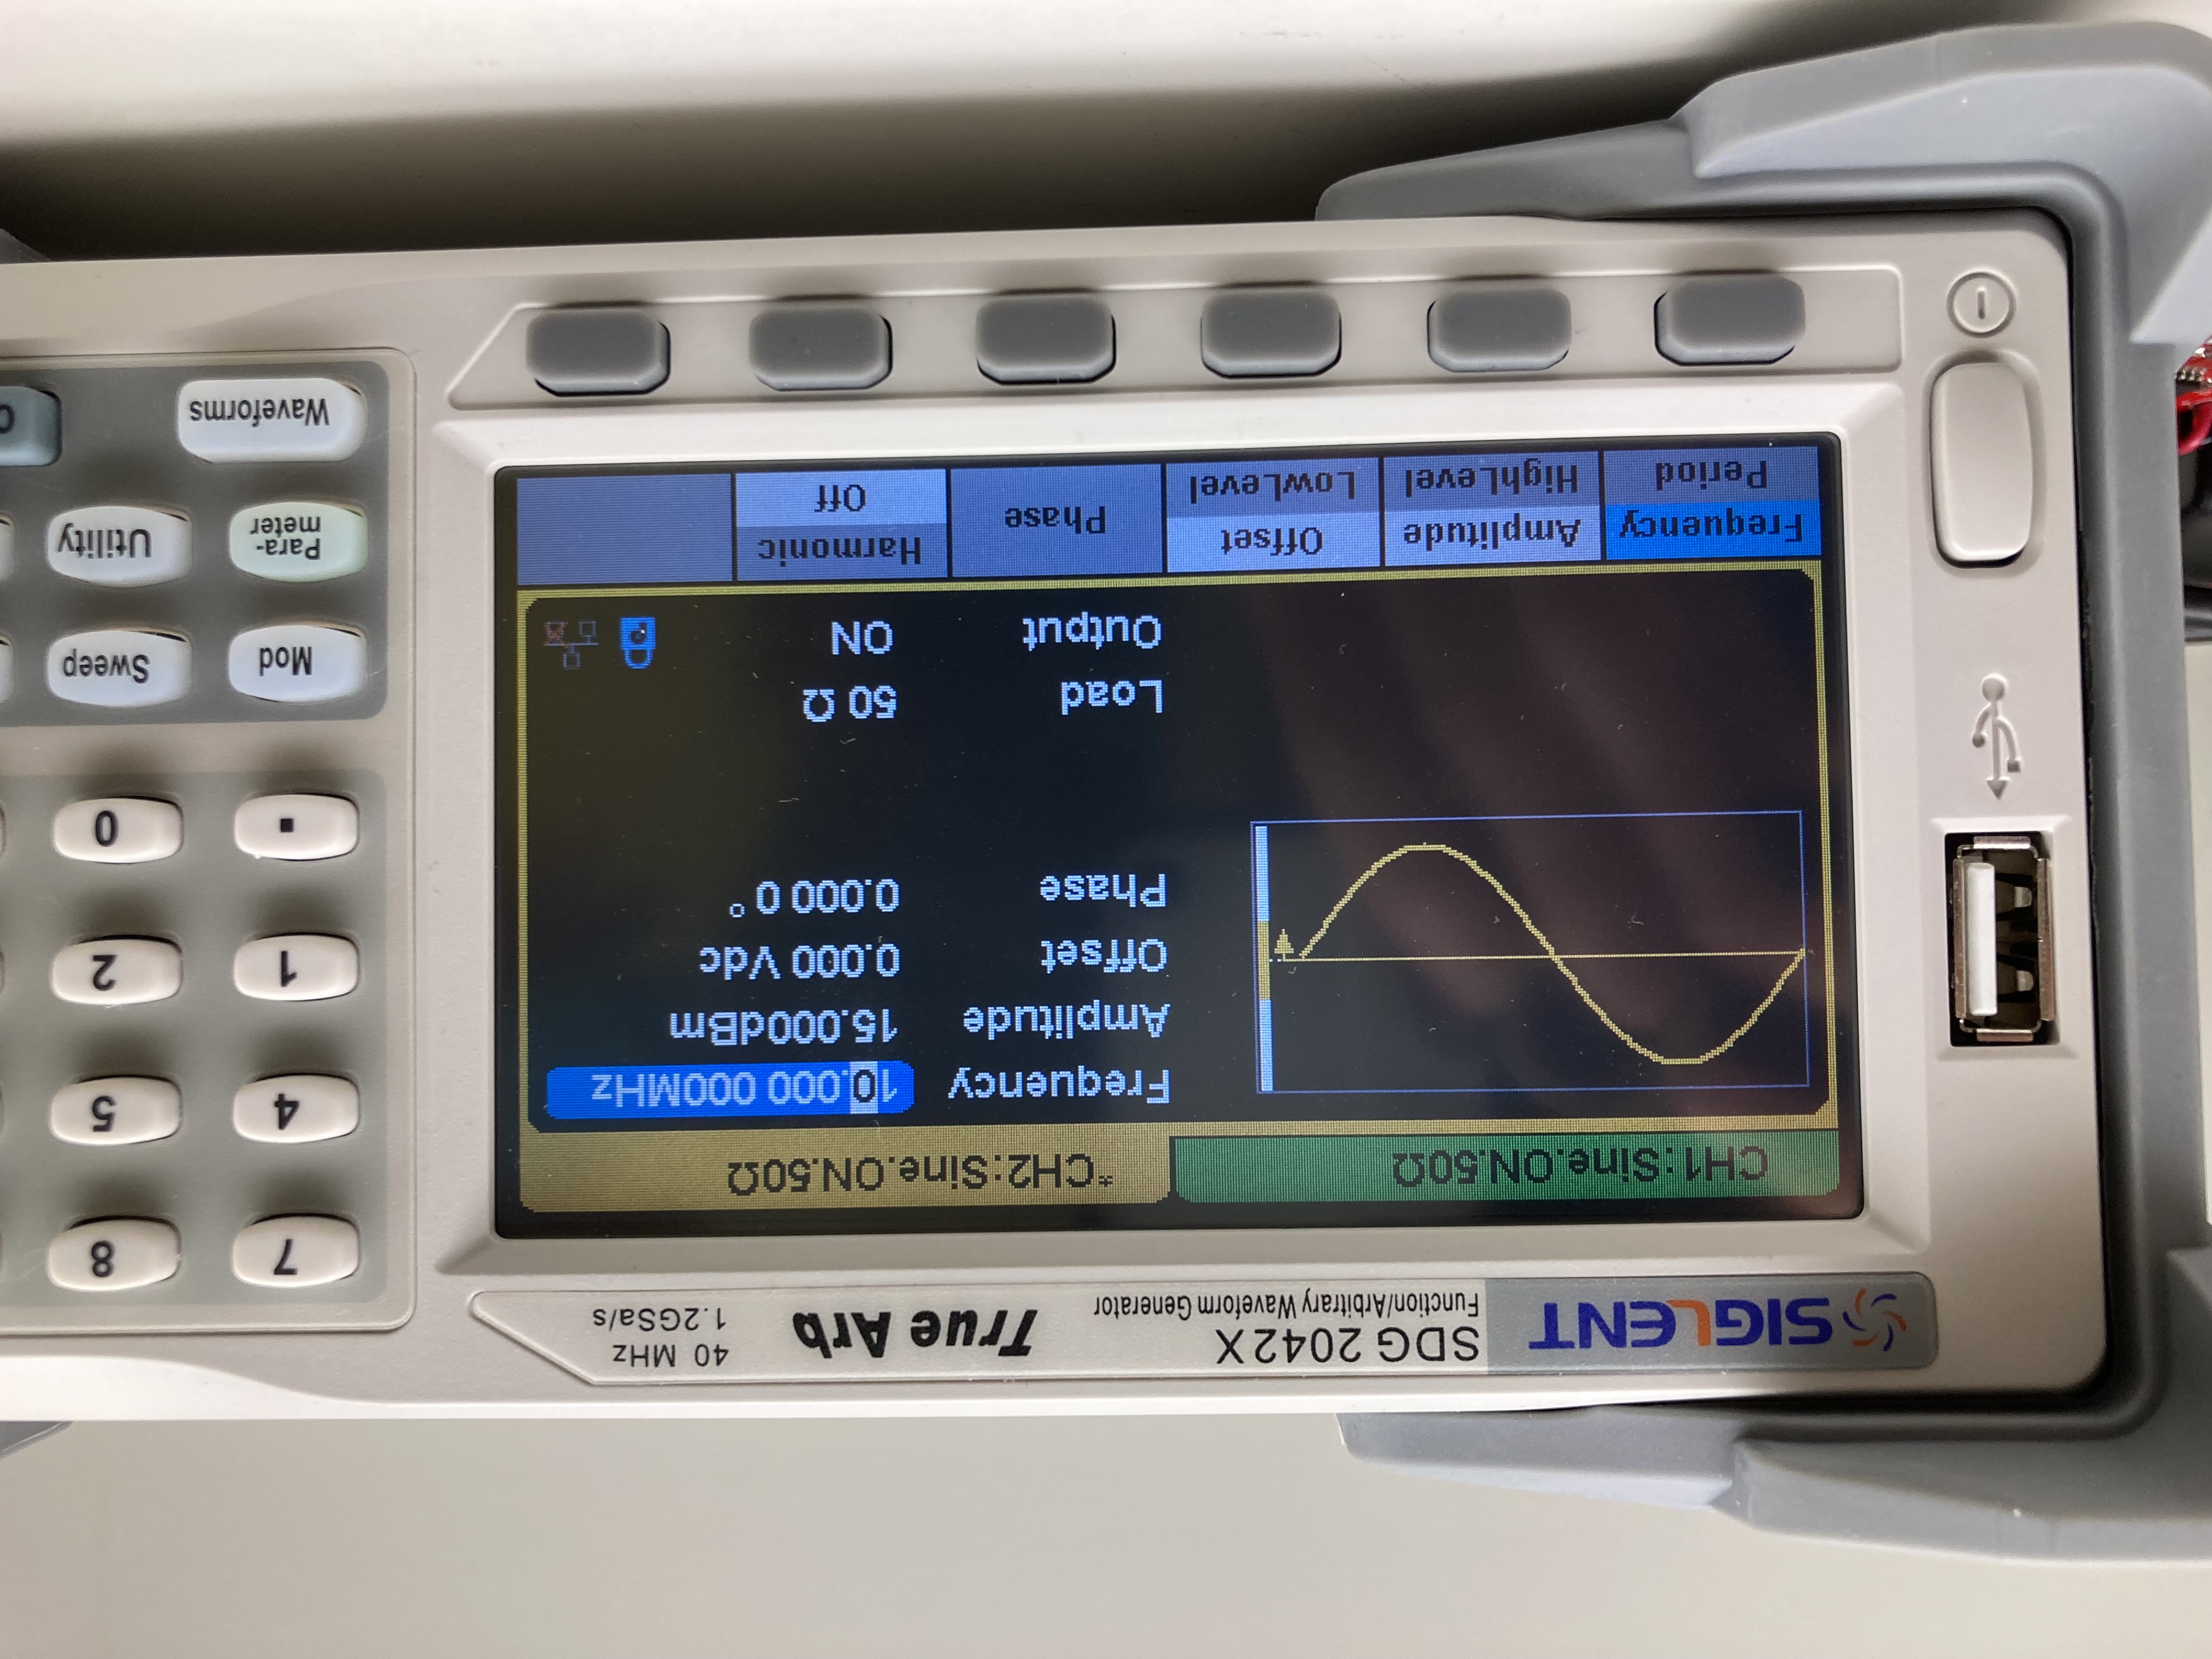 SIGLENT
SDG 2042X
Function/Arbitrary Waveform Generator
True Arb
40 MHz
1.2GSa/s
CH1:Sine.ON.50Ω
*CH2:Sine.ON.50Ω
Frequency 10.000 000MHz
Amplitude 15.000dBm
Offset 0.000 Vdc
Phase 0.000 0 °
Load 50 Ω
Output ON
Frequency
Period
Amplitude
HighLevel
Offset
LowLevel
Phase
Harmonic
Off
7 8
4 5
1 2
. 0
Mod
Sweep
Para-
meter
Utility
Waveforms